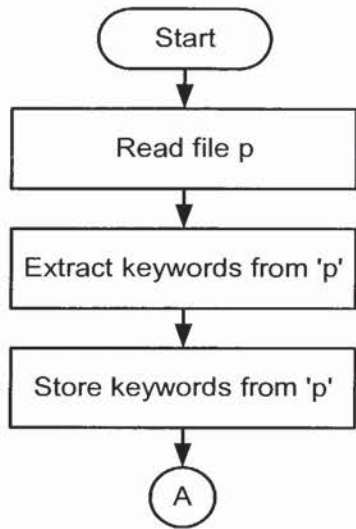 Start
Read file p
Extract keywords from 'p'
Store keywords from 'p'
A